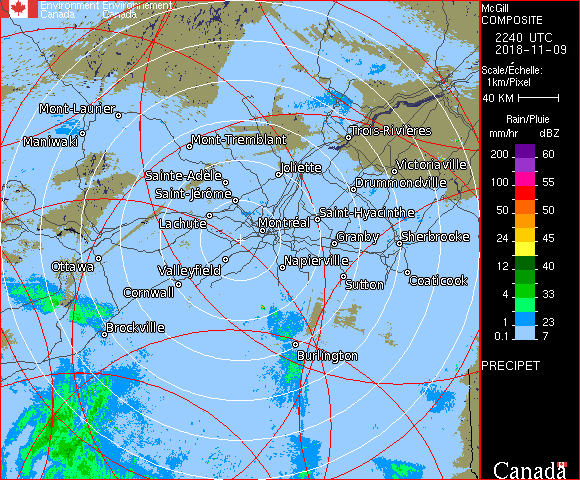 Environment Environnement
Canada Canada
McGill
COMPOSITE
2240 UTC
2018-11-09
Scale/Échelle:
1km/Pixel
40 KM
Rain/Pluie
mm/hr dBZ
200 60
100 55
50 50
24 45
12 40
4 33
1 23
0.1 7
PRECIPET
Canada
Mont-Laurier
Maniwaki
Mont-Tremblant
Trois-Rivières
Joliette
Victoriaville
Sainte-Adèle
Drummondville
Saint-Jérôme
Saint-Hyacinthe
Lachute
Montréal
Granby
Sherbrooke
Ottawa
Valleyfield
Napierville
Coaticook
Cornwall
Sutton
Brockville
Burlington